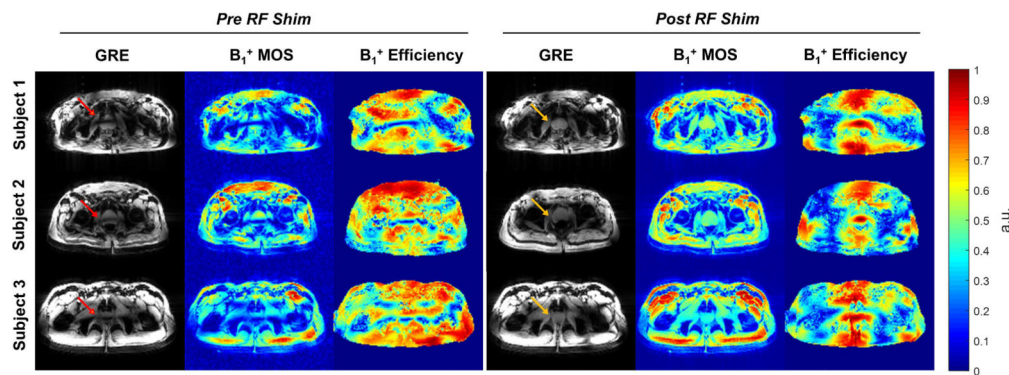 Pre RF Shim
Post RF Shim
GRE
B₁⁺ MOS
B₁⁺ Efficiency
GRE
B₁⁺ MOS
B₁⁺ Efficiency
Subject 1
Subject 2
Subject 3
1
0.9
0.8
0.7
0.6
0.5
0.4
0.3
0.2
0.1
0
a.u.